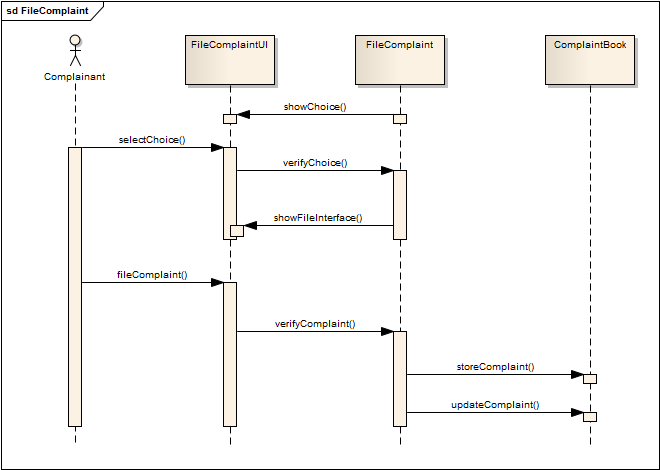 sd FileComplaint
Complainant
FileComplaintUI
FileComplaint
ComplaintBook
showChoice()
selectChoice()
verifyChoice()
showFileInterface()
fileComplaint()
verifyComplaint()
storeComplaint()
updateComplaint()